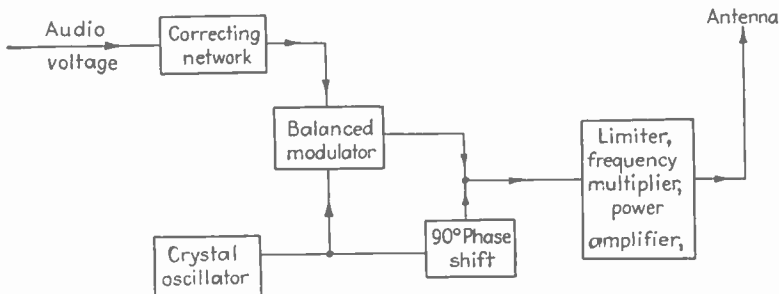 Audio
voltage
Correcting
network
Antenna
Balanced
modulator
Limiter,
frequency
multiplier,
power
amplifier,
90° Phase
shift
Crystal
oscillator